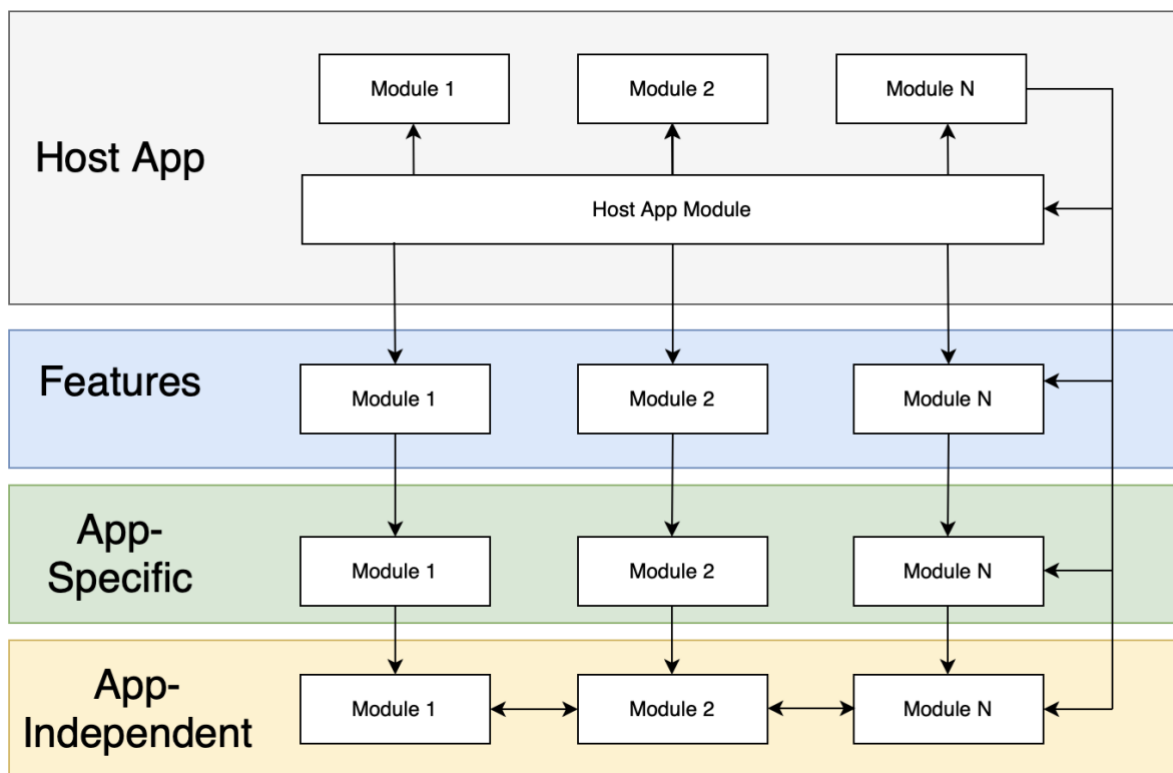 Module 1
Module 2
Module N
Host App
Host App Module
Features
Module 1
Module 2
Module N
App-
Specific
Module 1
Module 2
Module N
App-
Independent
Module 1
Module 2
Module N